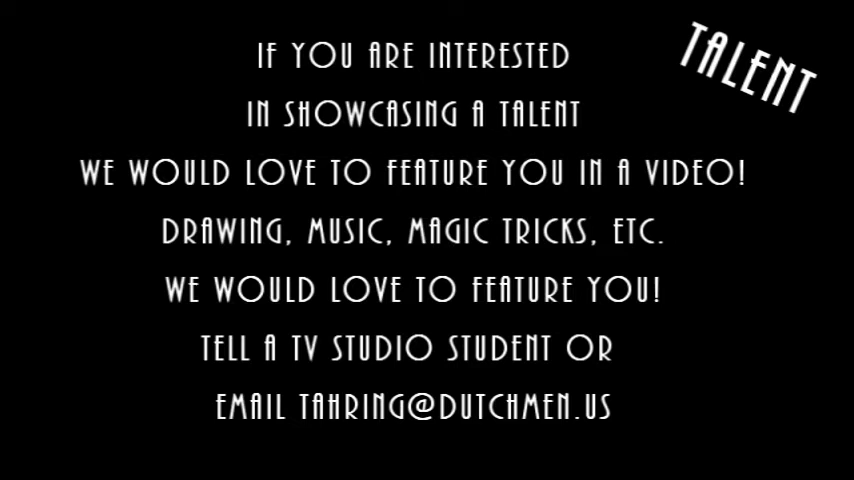 TALENT
IF YOU ARE INTERESTED
IN SHOWCASING A TALENT
WE WOULD LOVE TO FEATURE YOU IN A VIDEO!
DRAWING, MUSIC, MAGIC TRICKS, ETC.
WE WOULD LOVE TO FEATURE YOU!
TELL A TV STUDIO STUDENT OR
EMAIL TAHRING@DUTCHMEN.US